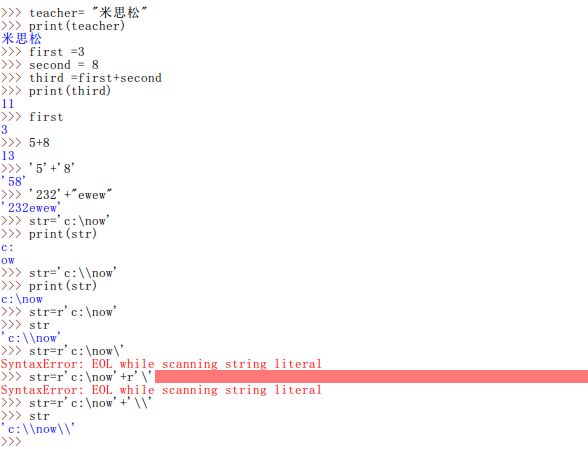 >>> teacher= "米思松"
>>> print(teacher)
米思松
>>> first =3
>>> second = 8
>>> third =first+second
>>> print(third)
11
>>> first
3
>>> 5+8
13
>>> '5'+'8'
'58'
>>> '232'+"ewew"
'232ewew'
>>> str='c:\now'
>>> print(str)
c:
ow
>>> str='c:\\now'
>>> print(str)
c:\now
>>> str=r'c:\now'
>>> str
'c:\\now'
>>> str=r'c:\now\'
SyntaxError: EOL while scanning string literal
>>> str=r'c:\now'+r'\'
SyntaxError: EOL while scanning string literal
>>> str=r'c:\now'+'\\'
>>> str
'c:\\now\\'
>>>